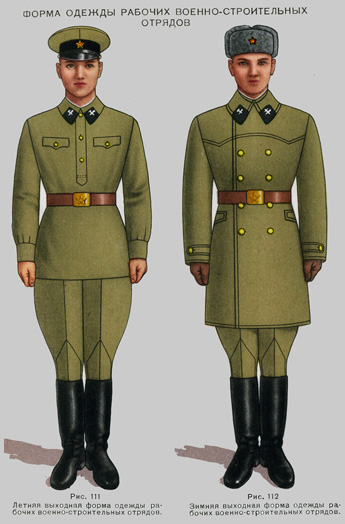 ФОРМА ОДЕЖДЫ РАБОЧИХ ВОЕННО-СТРОИТЕЛЬНЫХ
ОТРЯДОВ
Рис. 111
Летняя выходная форма одежды ра-
бочих военно-строительных отрядов.
Рис. 112
Зимняя выходная форма одежды ра-
бочих военно-строительных отрядов.